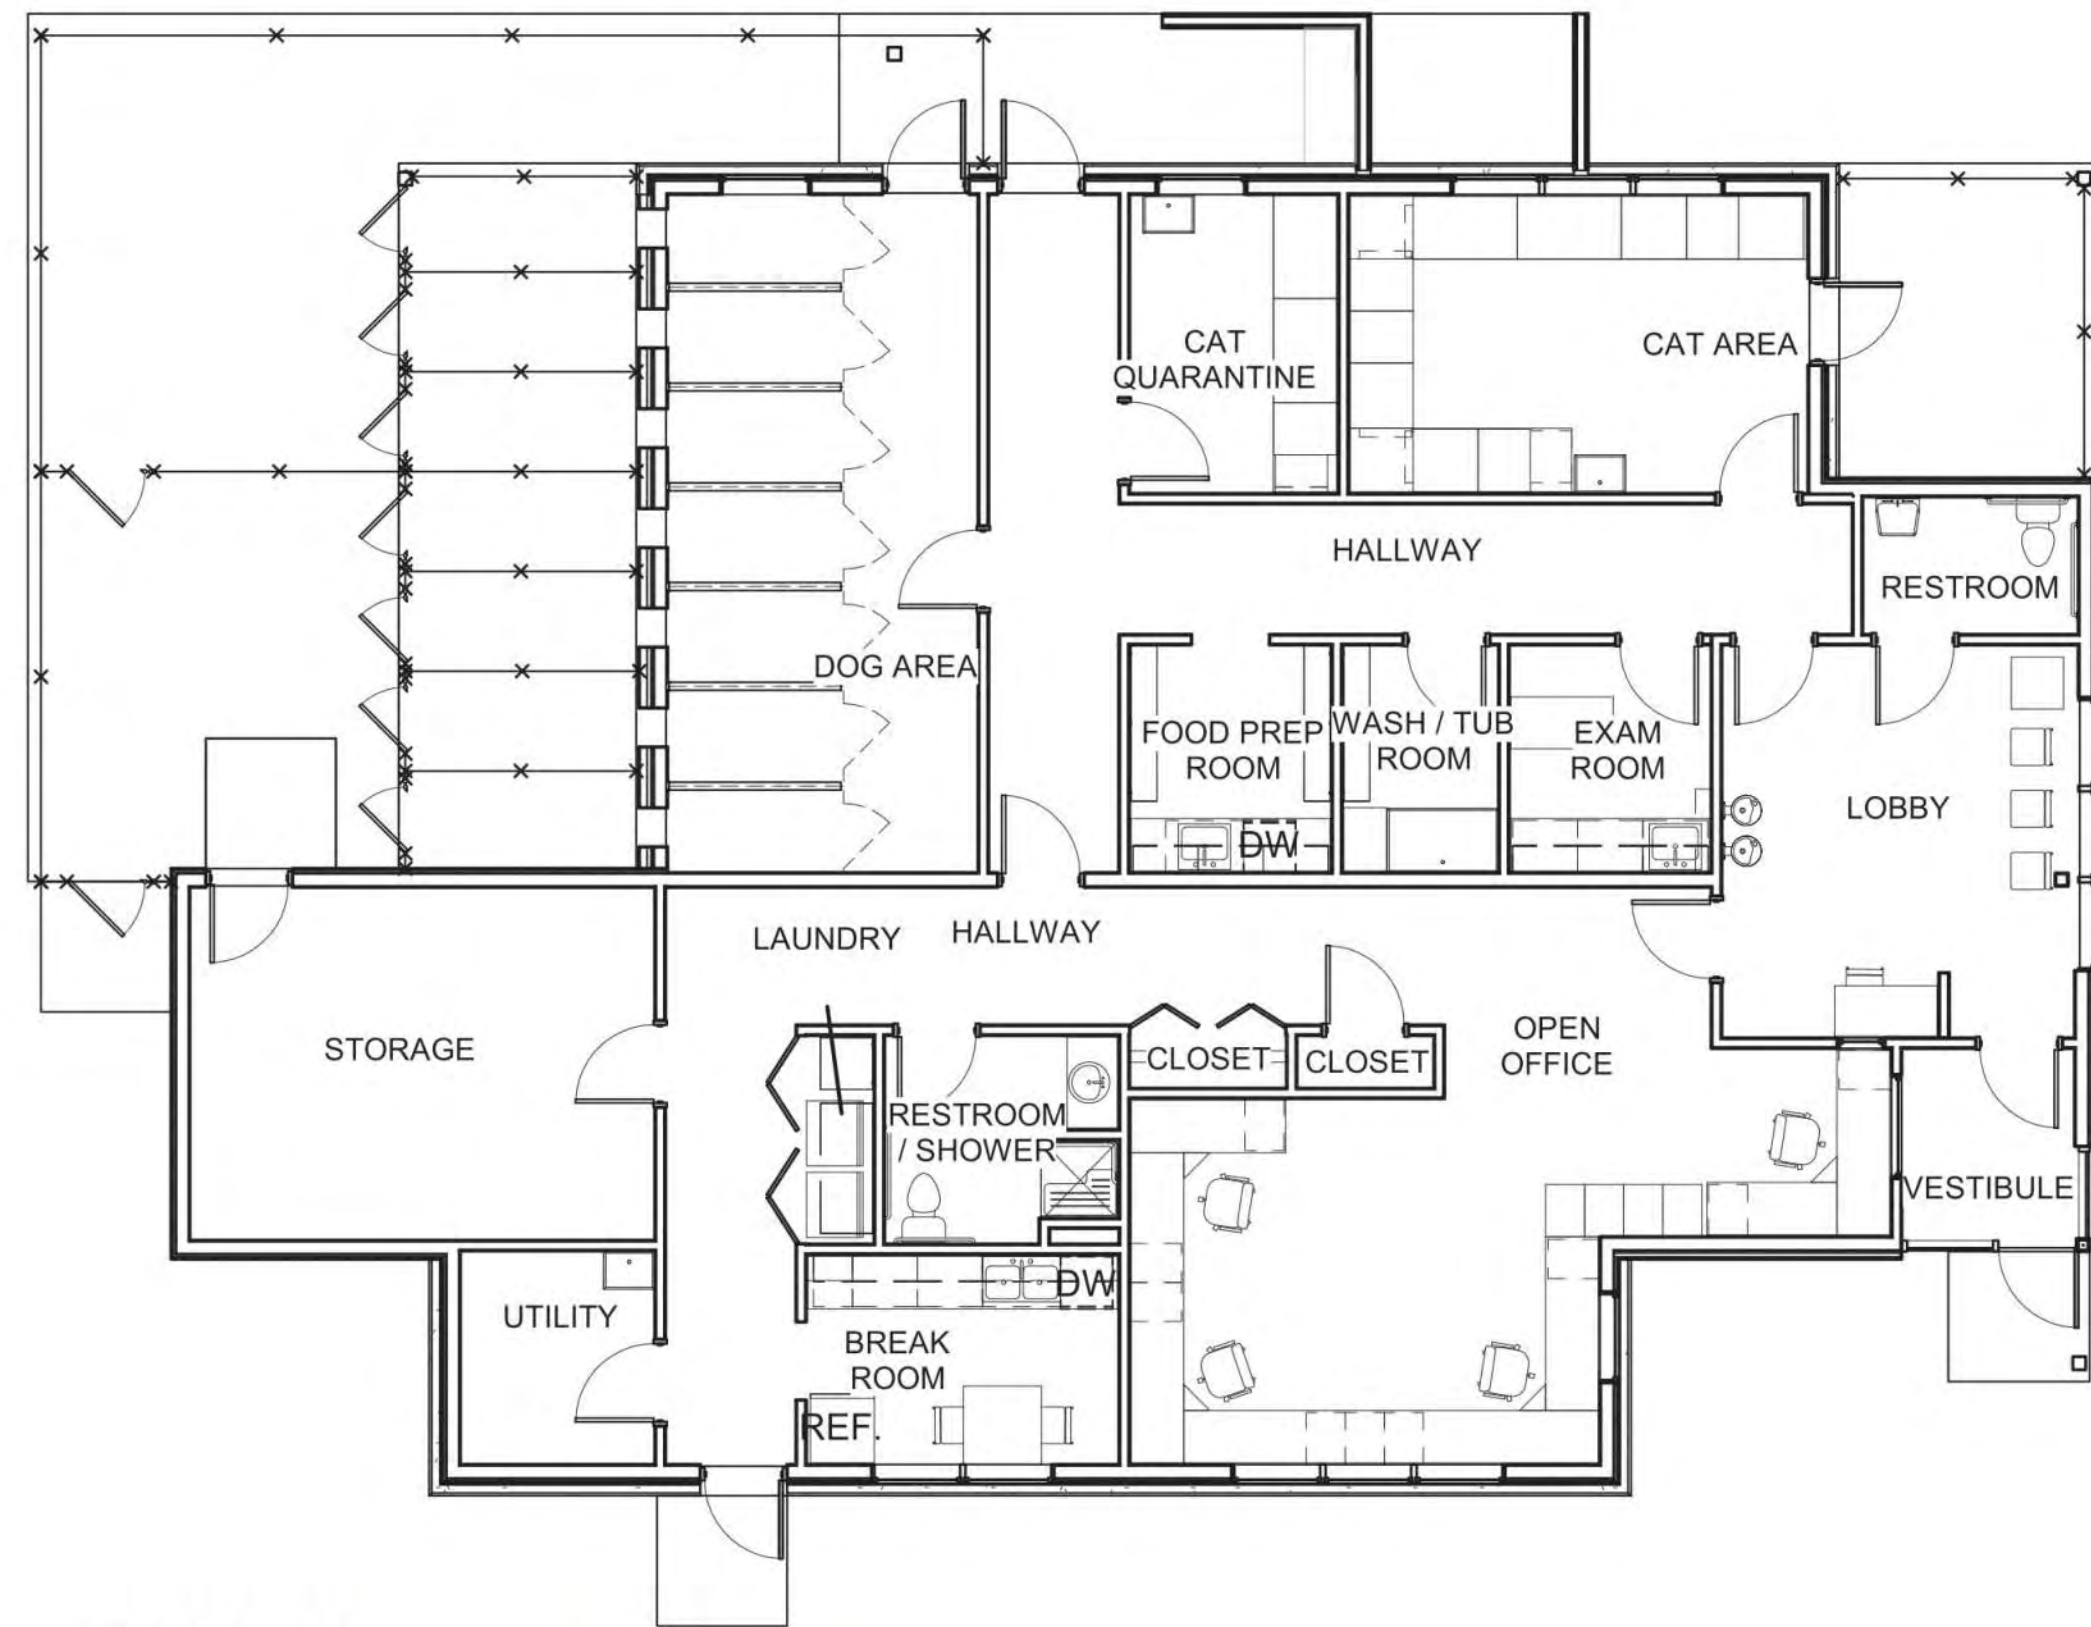 CAT
QUARANTINE
CAT AREA
HALLWAY
RESTROOM
DOG AREA
FOOD PREP
ROOM
DW
WASH / TUB
ROOM
EXAM
ROOM
LOBBY
LAUNDRY
HALLWAY
STORAGE
OPEN
OFFICE
CLOSET
CLOSET
RESTROOM
/ SHOWER
VESTIBULE
UTILITY
DW
BREAK
ROOM
REF.